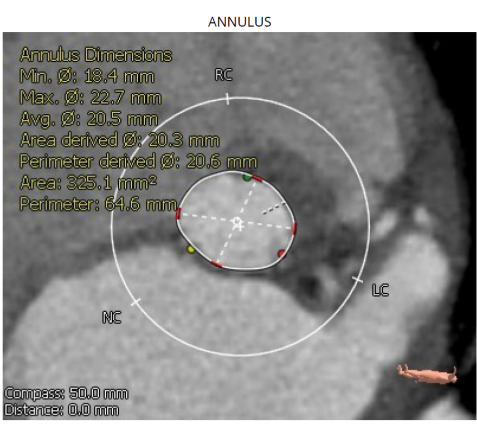 ANNULUS
Annulus Dimensions
Min. Ø: 18.4 mm
Max. Ø: 22.7 mm
Avg. Ø: 20.5 mm
Area derived Ø: 20.3 mm
Perimeter derived Ø: 20.6 mm
Area: 325.1 mm²
Perimeter: 64.6 mm
RC
LC
NC
Compass: 50.0 mm
Distance: 0.0 mm